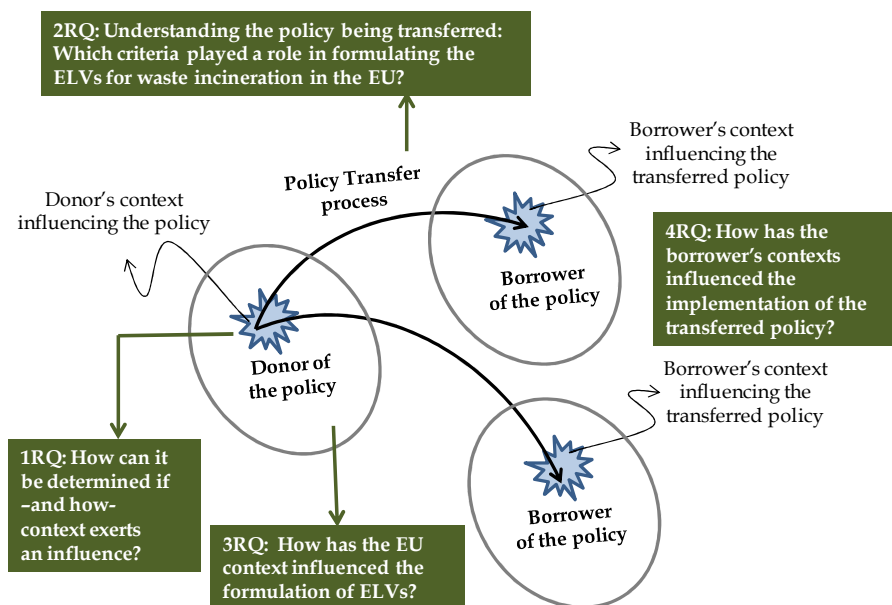 2RQ: Understanding the policy being transferred:
Which criteria played a role in formulating the
ELVs for waste incineration in the EU?
Borrower's context
influencing the
transferred policy
Policy Transfer
process
Donor's context
influencing the policy
4RQ: How has the
borrower's contexts
influenced the
implementation of the
transferred policy?
Borrower
of the policy
Donor of
the policy
Borrower's context
influencing the
transferred policy
1RQ: How can it
be determined if
–and how-
context exerts
an influence?
Borrower
of the policy
3RQ: How has the EU
context influenced the
formulation of ELVs?